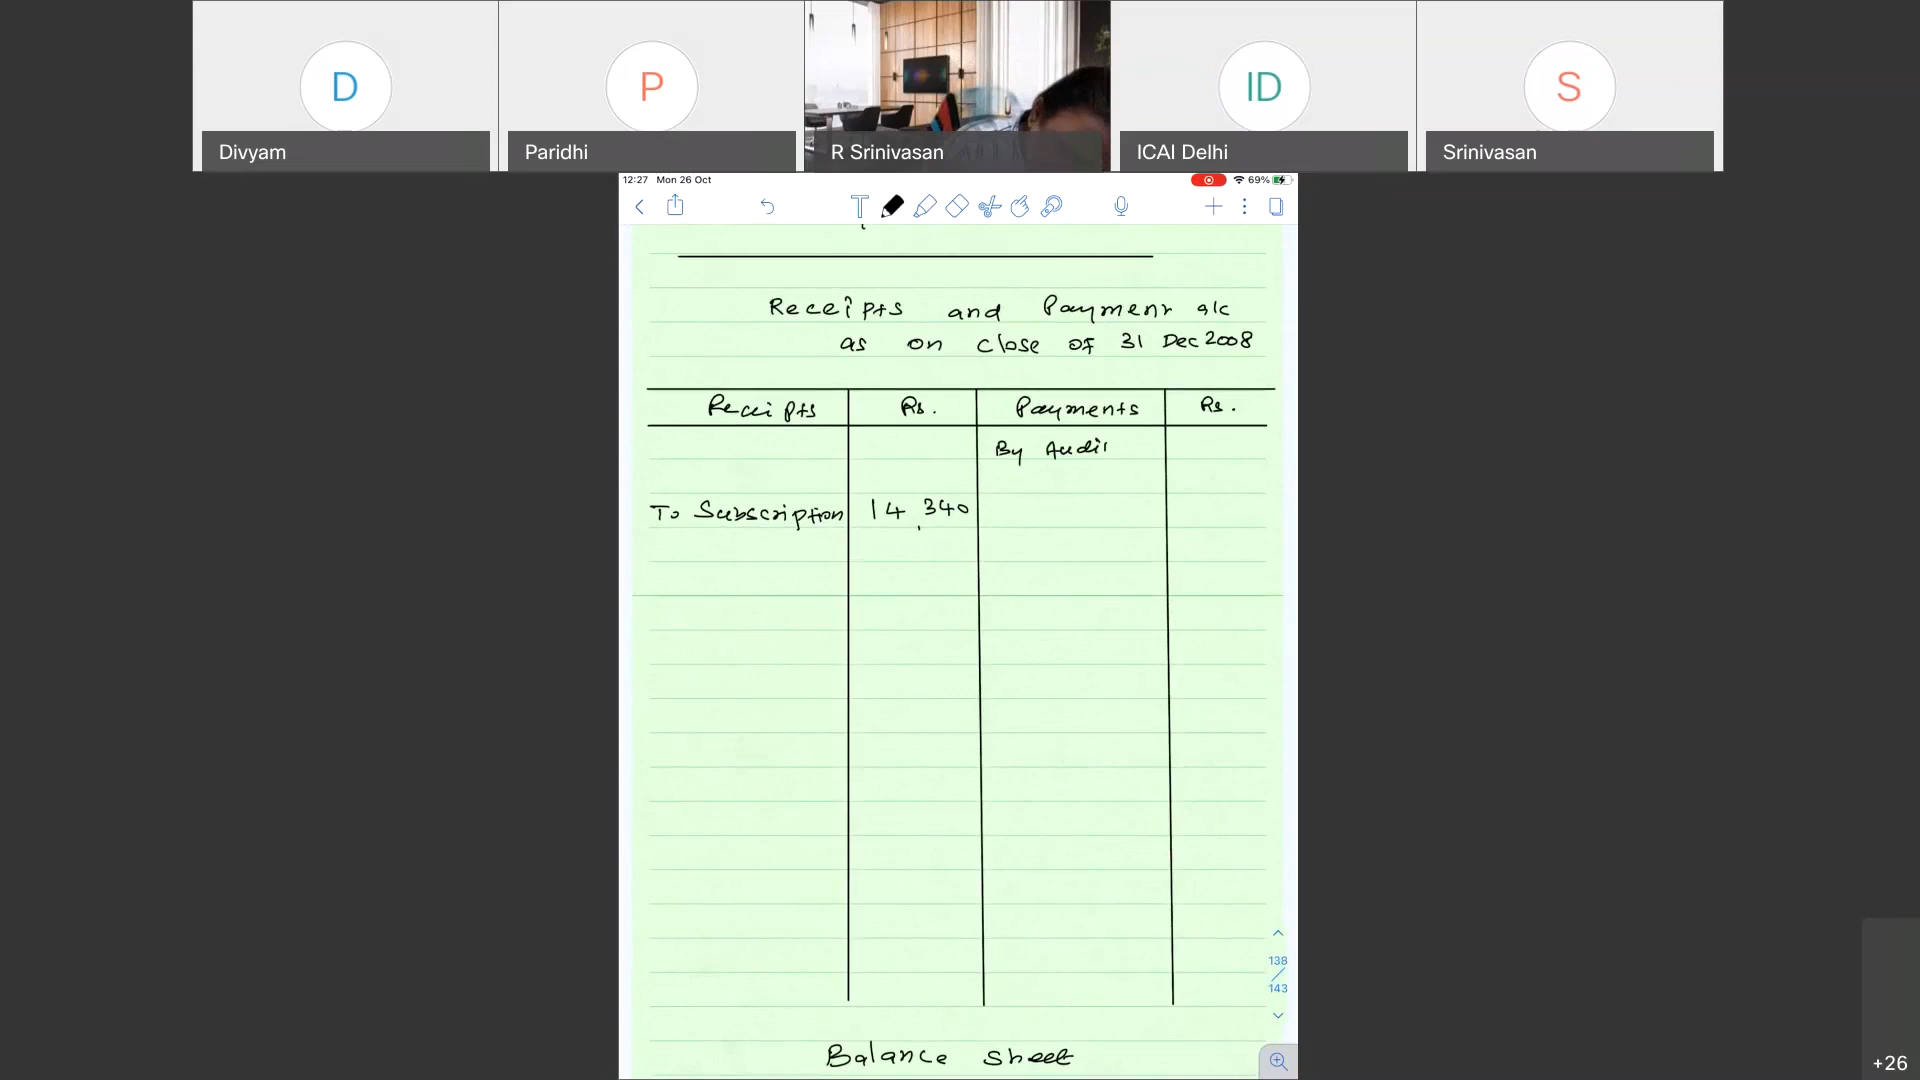 D
P
ID
S
Divyam
Paridhi
R Srinivasan
ICAI Delhi
Srinivasan
12:27 Mon 26 Oct
69%
Receipts and Payment a/c
as on close of 31 Dec 2008
Receipts Rs. Payments Rs.
By Audit
To Subscription 14,340
138
143
Balance Sheet
+26